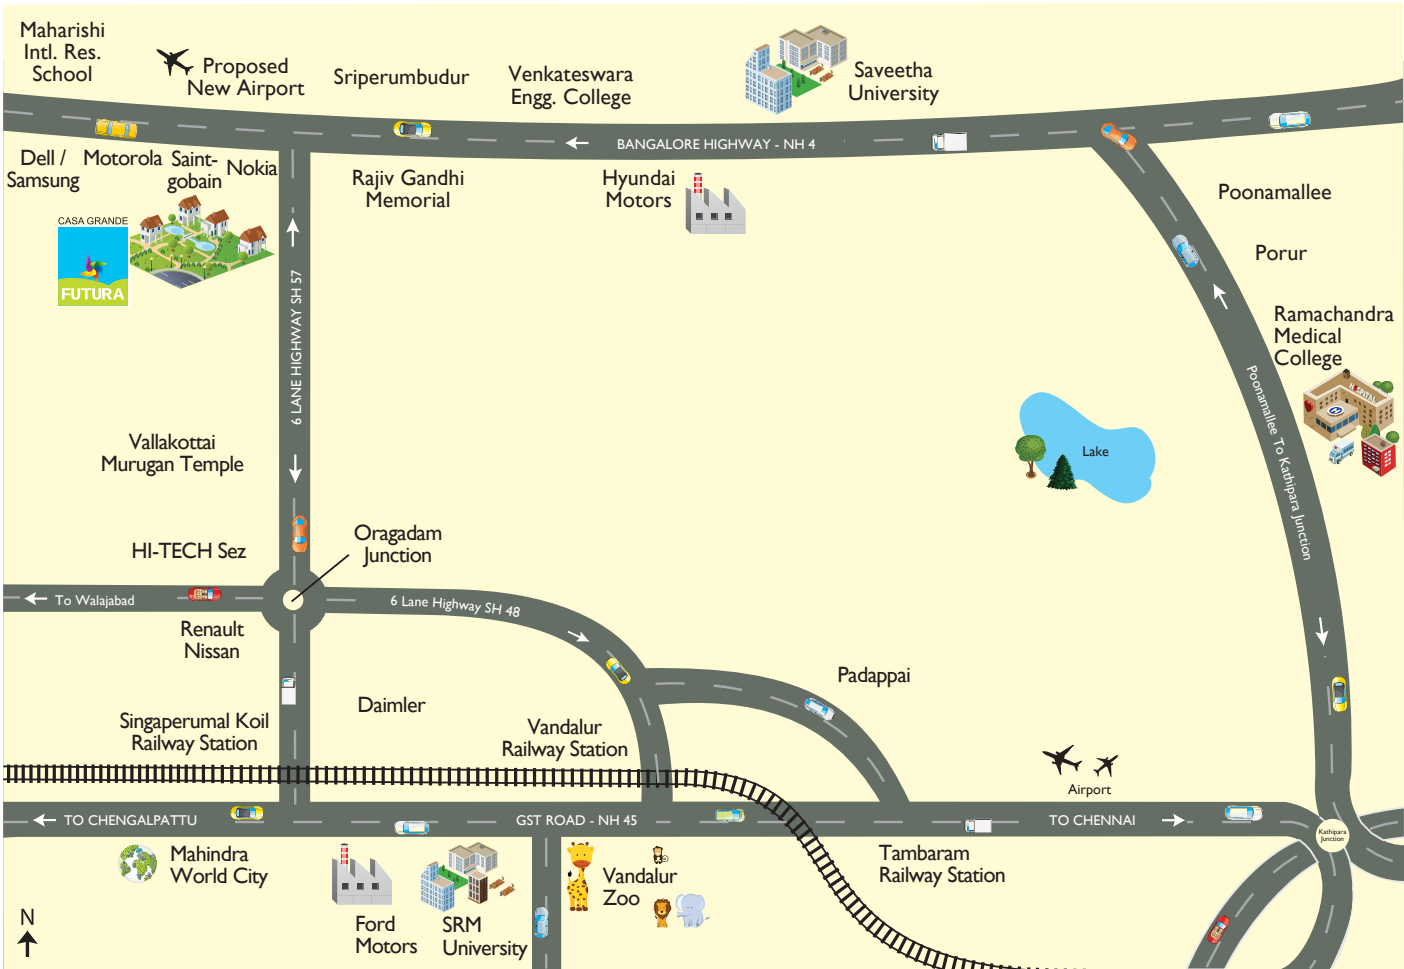 Maharishi
Intl. Res.
School
Proposed
New Airport
Sriperumbudur
Venkateswara
Engg. College
Saveetha
University
BANGALORE HIGHWAY - NH 4
Dell /
Samsung
Motorola
Saint-
gobain
Nokia
Rajiv Gandhi
Memorial
Hyundai
Motors
Poonamallee
Porur
CASA GRANDE
FUTURA
6 LANE HIGHWAY SH 57
Ramachandra
Medical
College
HOSPITAL
H
Poonamallee To Kathipara Junction
Vallakottai
Murugan Temple
Lake
HI-TECH Sez
Oragadam
Junction
To Walajabad
6 Lane Highway SH 48
Renault
Nissan
Padappai
Daimler
Singaperumal Koil
Railway Station
Vandalur
Railway Station
Airport
TO CHENGALPATTU
GST ROAD - NH 45
TO CHENNAI
Kathipara
Junction
Mahindra
World City
Vandalur
Zoo
Tambaram
Railway Station
Ford
Motors
SRM
University
N